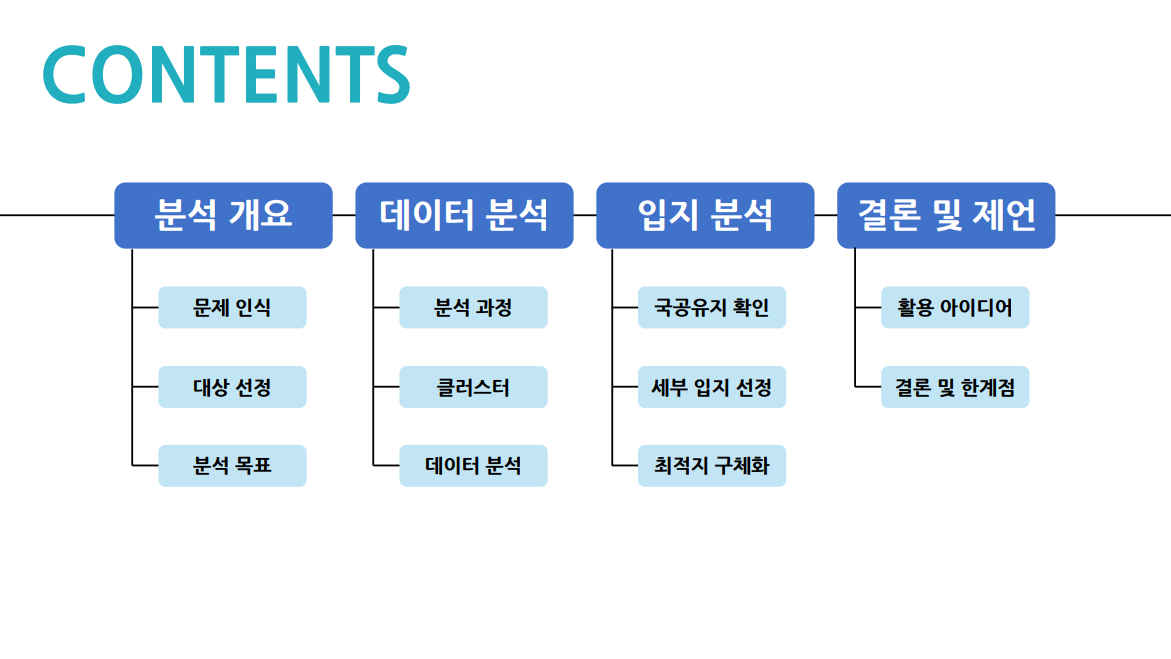 CONTENTS
분석 개요
문제 인식
대상 선정
분석 목표
데이터 분석
분석 과정
클러스터
데이터 분석
입지 분석
국공유지 확인
세부 입지 선정
최적지 구체화
결론 및 제언
활용 아이디어
결론 및 한계점